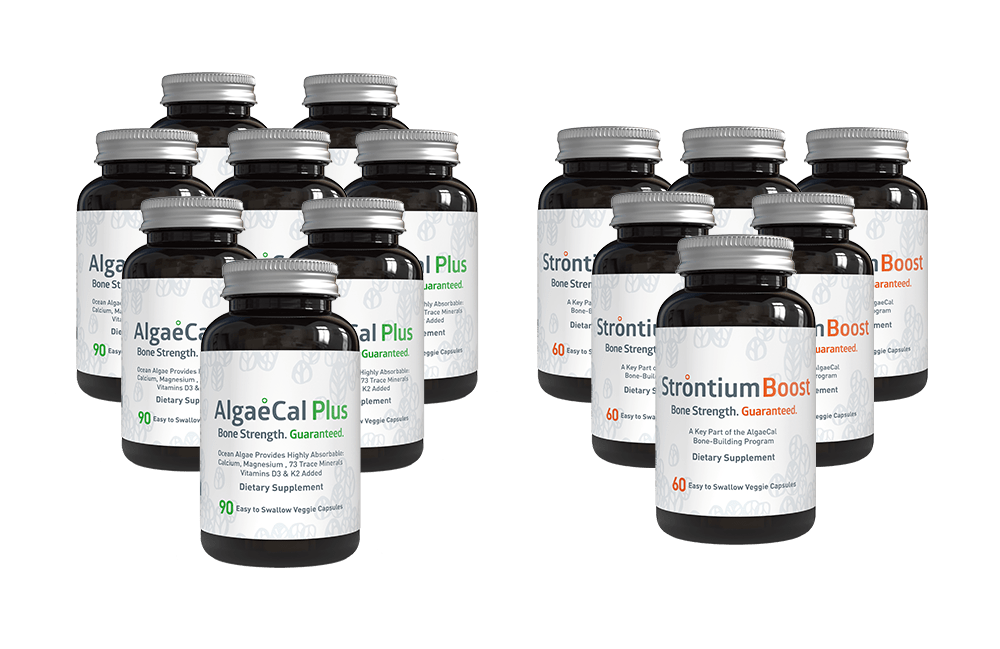 AlgaeCal Plus
Bone Strength. Guaranteed.
Ocean Algae Provides Highly Absorbable
Calcium, Magnesium , 73 Trace Minerals
Vitamins D3 & K2 Added
Dietary Supplement
90 Easy to Swallow Veggie Capsules
StrontiumBoost
Bone Strength. Guaranteed.
A Key Part of the AlgaeCal
Bone-Building Program
Dietary Supplement
60 Easy to Swallow Veggie Capsules